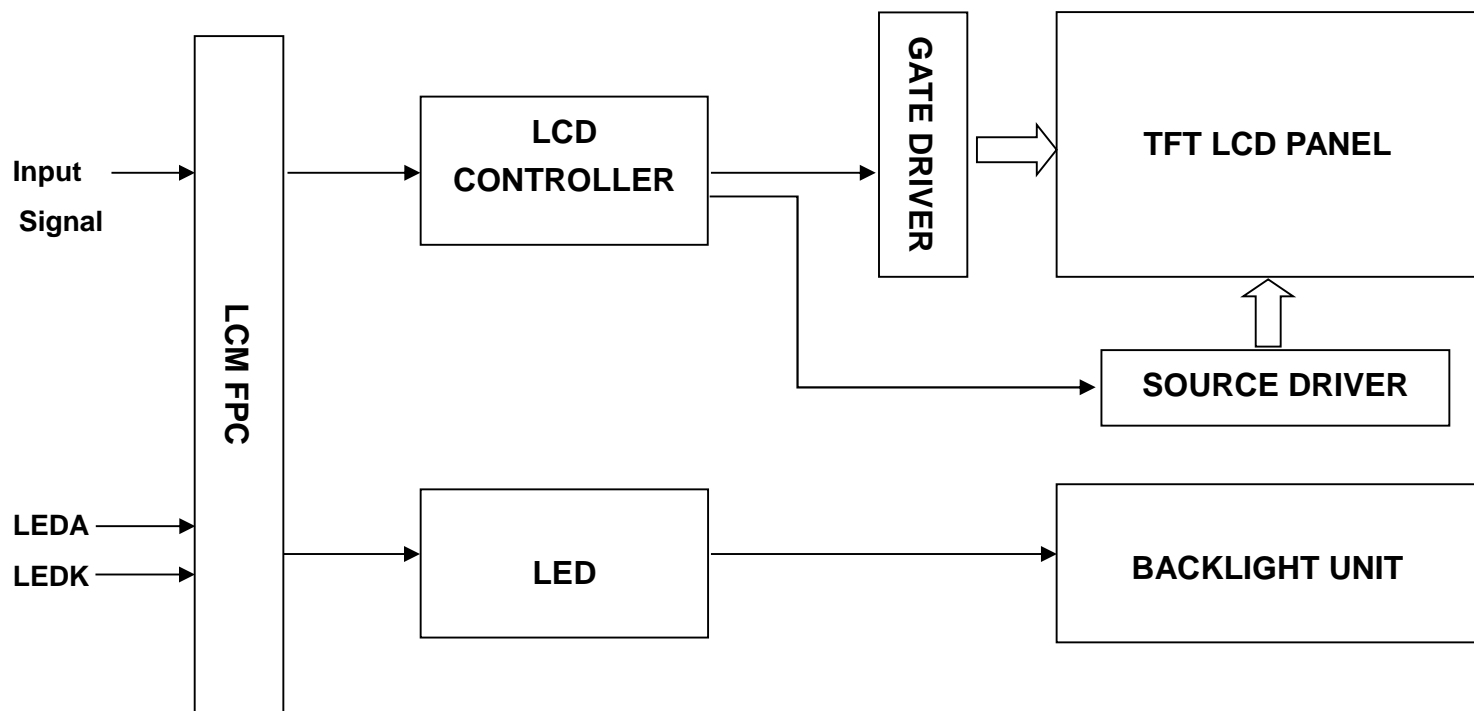 Input
Signal
LEDA
LEDK
LCM FPC
LCD
CONTROLLER
LED
GATE DRIVER
TFT LCD PANEL
SOURCE DRIVER
BACKLIGHT UNIT